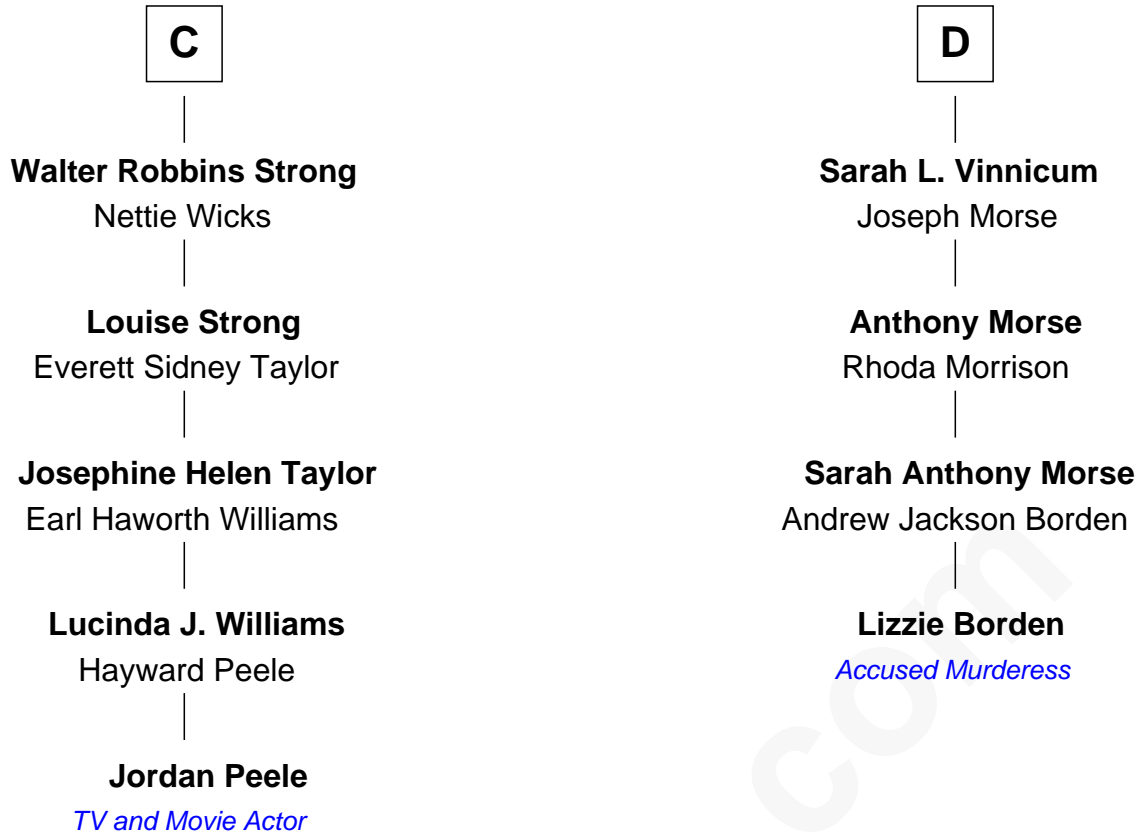 C
Walter Robbins Strong
Nettie Wicks
Louise Strong
Everett Sidney Taylor
Josephine Helen Taylor
Earl Haworth Williams
Lucinda J. Williams
Hayward Peele
Jordan Peele
TV and Movie Actor
D
Sarah L. Vinnicum
Joseph Morse
Anthony Morse
Rhoda Morrison
Sarah Anthony Morse
Andrew Jackson Borden
Lizzie Borden
Accused Murderess
com